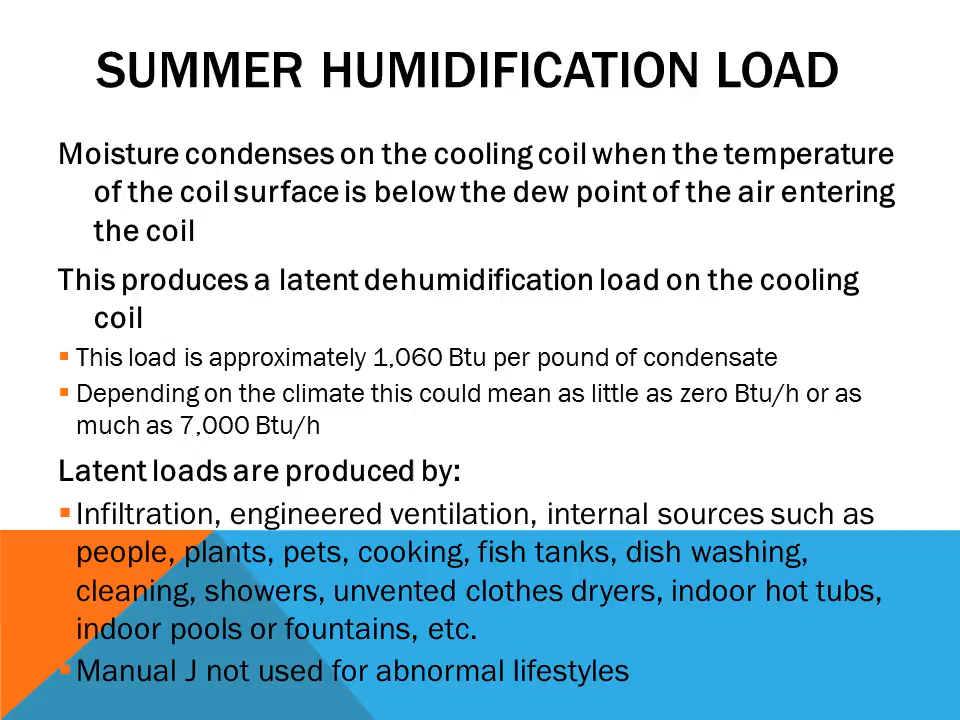 SUMMER HUMIDIFICATION LOAD
Moisture condenses on the cooling coil when the temperature
of the coil surface is below the dew point of the air entering
the coil
This produces a latent dehumidification load on the cooling
coil
▪ This load is approximately 1,060 Btu per pound of condensate
▪ Depending on the climate this could mean as little as zero Btu/h or as
much as 7,000 Btu/h
Latent loads are produced by:
▪ Infiltration, engineered ventilation, internal sources such as
people, plants, pets, cooking, fish tanks, dish washing,
cleaning, showers, unvented clothes dryers, indoor hot tubs,
indoor pools or fountains, etc.
▪ Manual J not used for abnormal lifestyles